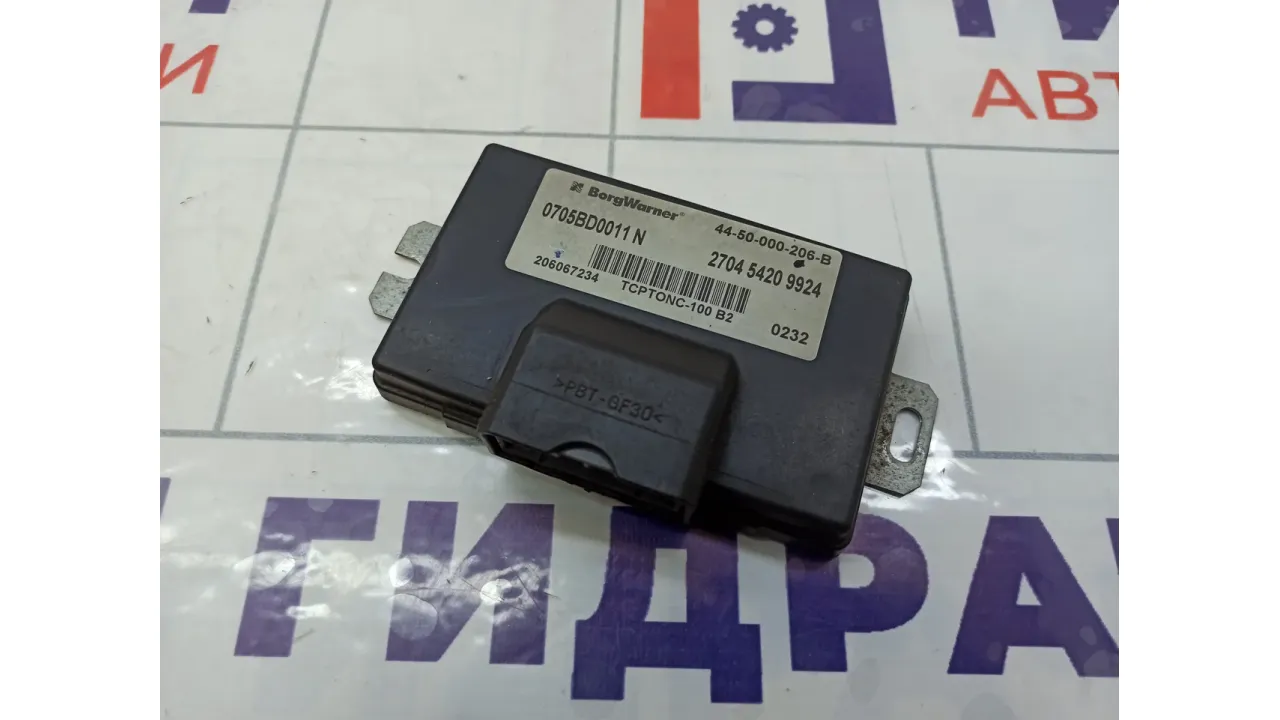 И
АВТ
BorgWarner®
44-50-000-206-B
0705BD0011 N
2704 5420 9924
206067234
TCPTONC-100 B2
0232
>PBT-GF30<
ГИДРА